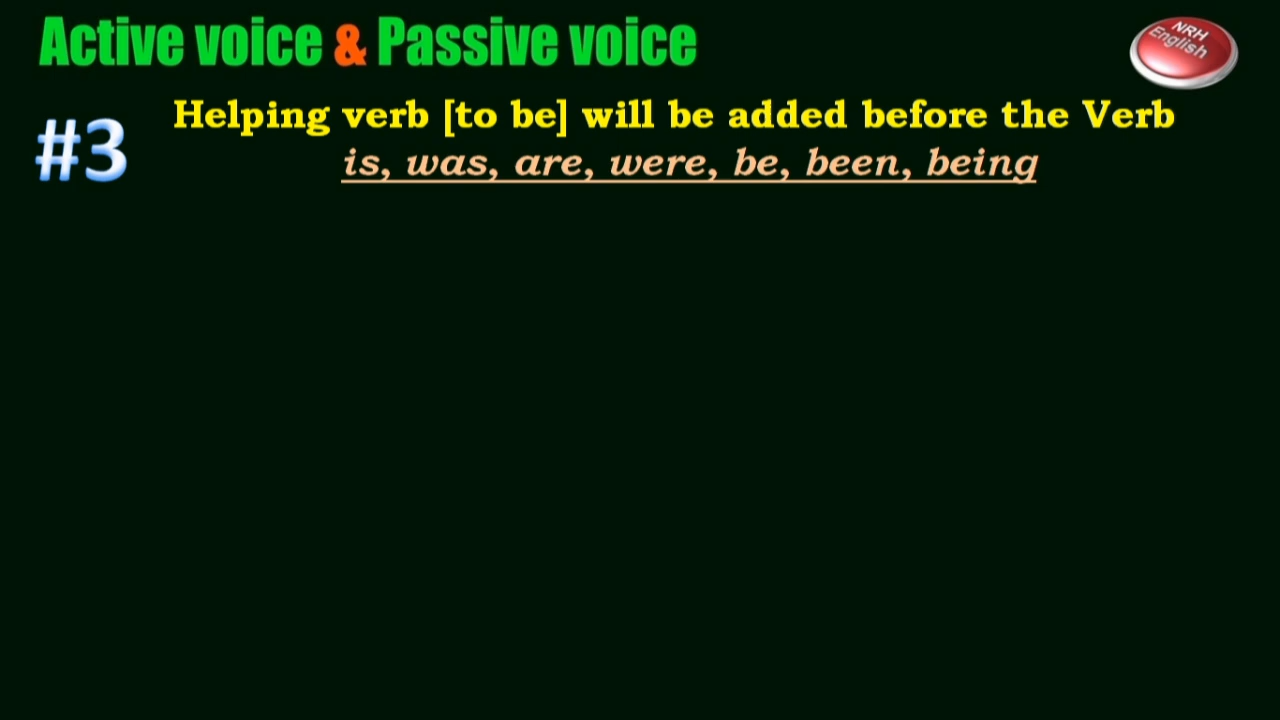 Active voice & Passive voice
NRH
English
#3
Helping verb [to be] will be added before the Verb
is, was, are, were, be, been, being